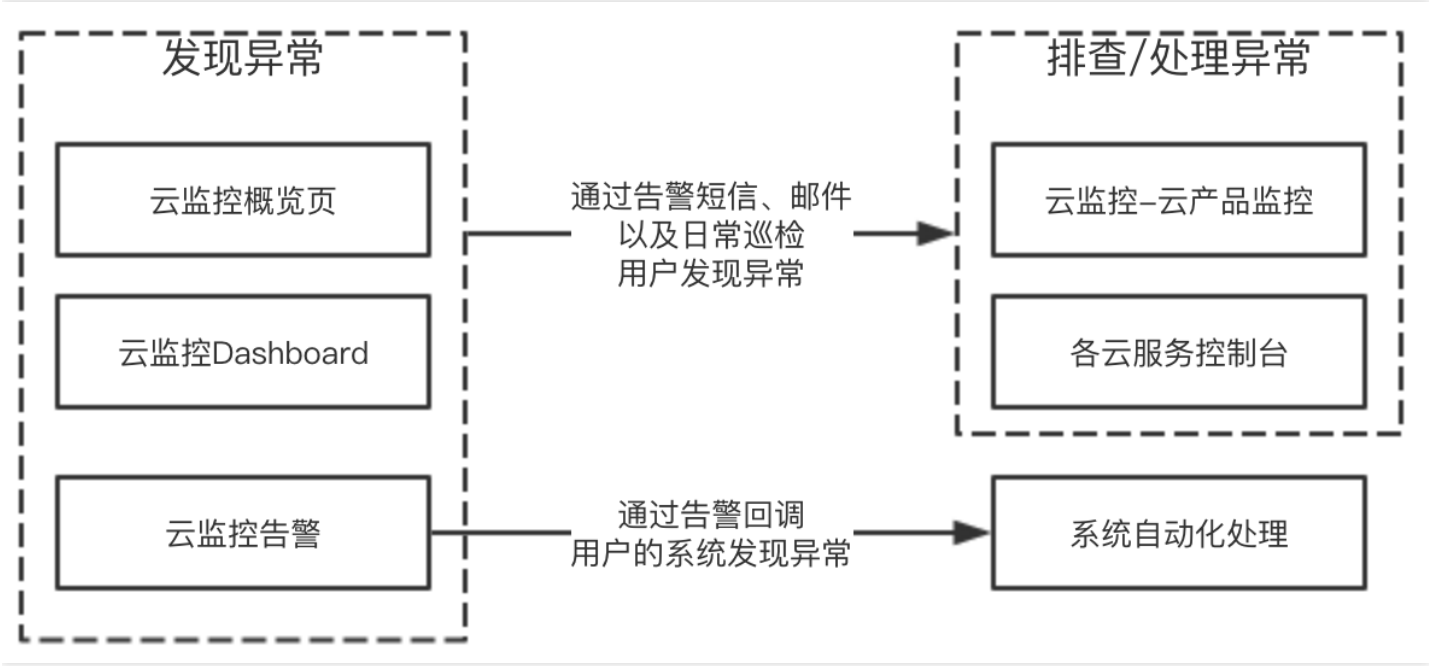 发现异常
云监控概览页
云监控Dashboard
云监控告警
通过告警短信、邮件
以及日常巡检
用户发现异常
通过告警回调
用户的系统发现异常
排查/处理异常
云监控-云产品监控
各云服务控制台
系统自动化处理